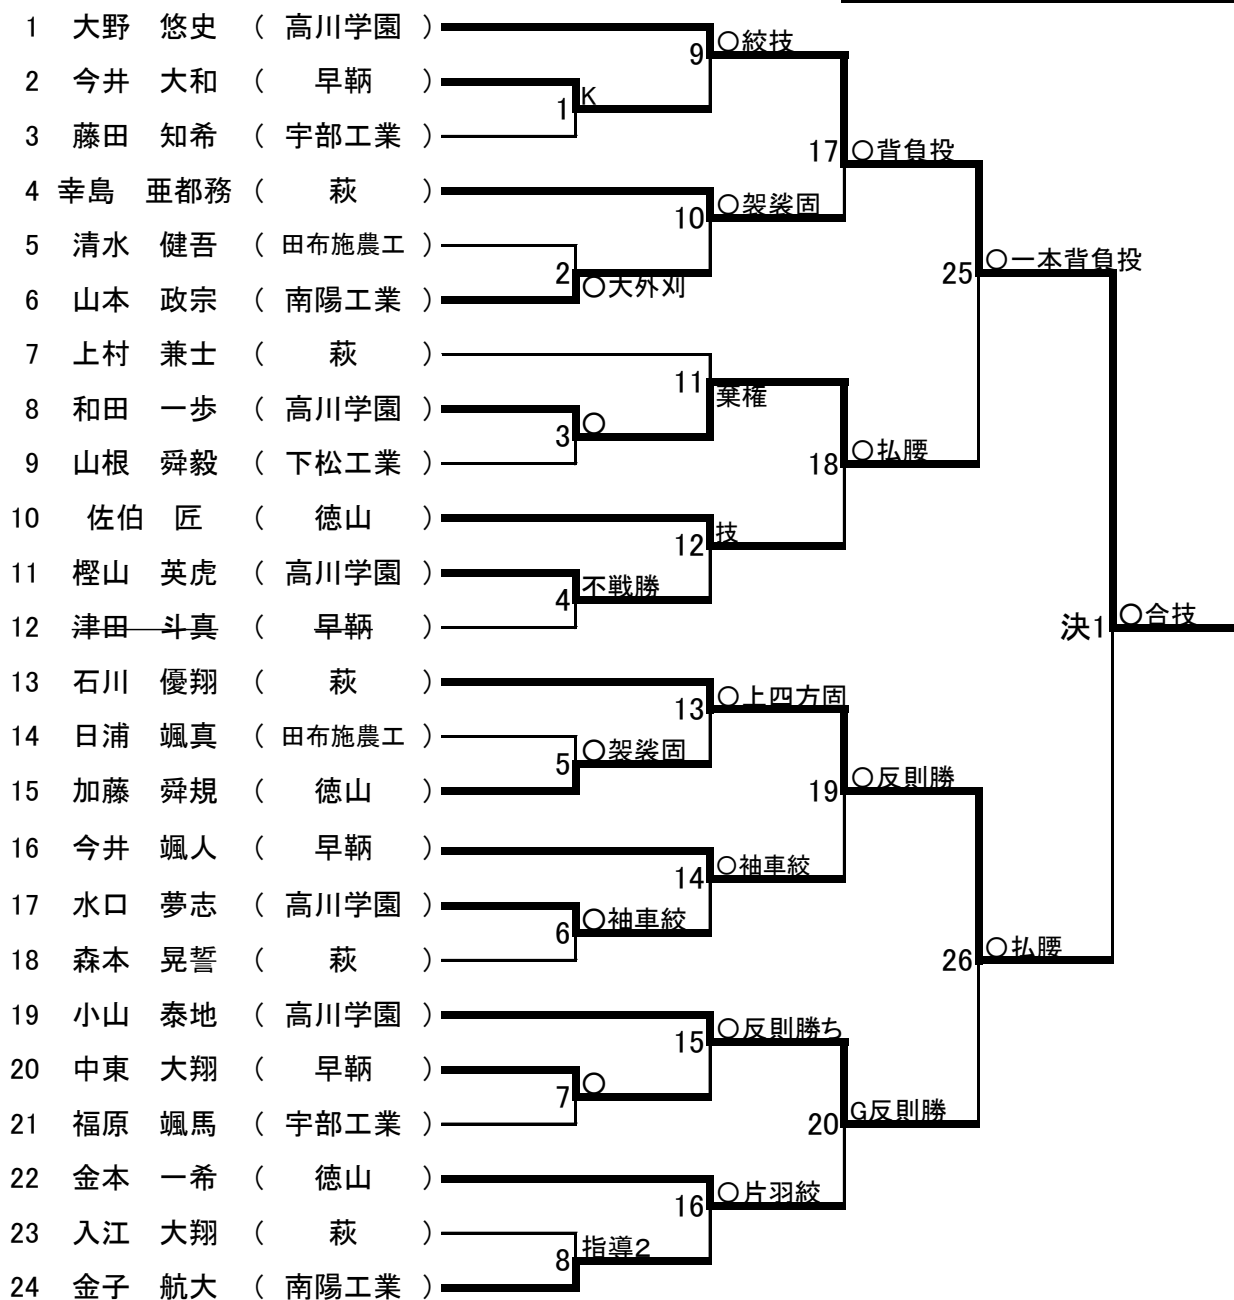 1 大野 悠史 （ 高川学園 ）
9 ○絞技
2 今井 大和 （ 早鞆 ）
1 K
3 藤田 知希 （ 宇部工業 ）
17 ○背負投
4 幸島 亜都務 （ 萩 ）
10 ○袈裟固
5 清水 健吾 （ 田布施農工 ）
2 ○大外刈
25 ○一本背負投
6 山本 政宗 （ 南陽工業 ）
7 上村 兼士 （ 萩 ）
11 棄権
8 和田 一歩 （ 高川学園 ）
3 ○
9 山根 舜毅 （ 下松工業 ）
18 ○払腰
10 佐伯 匠 （ 徳山 ）
12 技
11 樫山 英虎 （ 高川学園 ）
4 不戦勝
12 津田 斗真 （ 早鞆 ）
決1 ○合技
13 石川 優翔 （ 萩 ）
13 ○上四方固
14 日浦 颯真 （ 田布施農工 ）
5 ○袈裟固
15 加藤 舜規 （ 徳山 ）
19 ○反則勝
16 今井 颯人 （ 早鞆 ）
14 ○袖車絞
17 水口 夢志 （ 高川学園 ）
6 ○袖車絞
18 森本 晃誓 （ 萩 ）
26 ○払腰
19 小山 泰地 （ 高川学園 ）
15 ○反則勝ち
20 中東 大翔 （ 早鞆 ）
7 ○
21 福原 颯馬 （ 宇部工業 ）
20 G反則勝
22 金本 一希 （ 徳山 ）
16 ○片羽絞
23 入江 大翔 （ 萩 ）
8 指導2
24 金子 航大 （ 南陽工業 ）